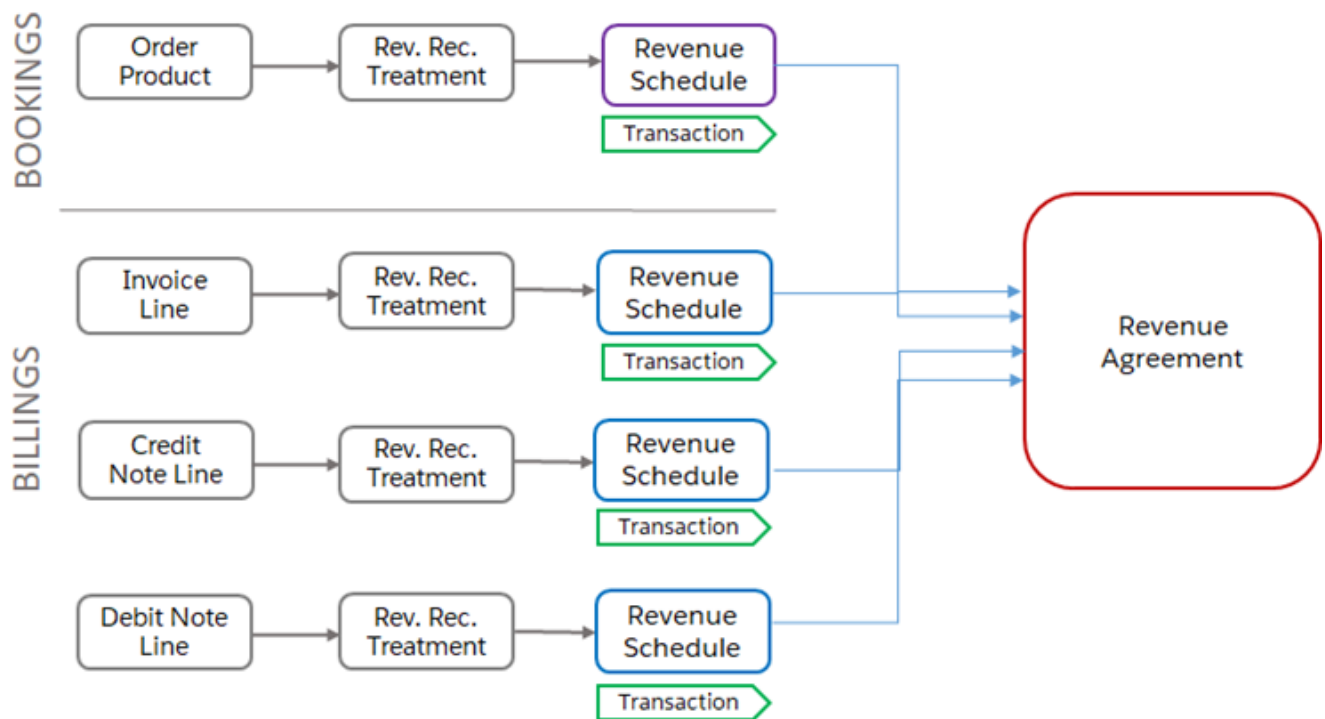 BOOKINGS
Order
Product
Rev. Rec.
Treatment
Revenue
Schedule
Transaction
BILLINGS
Invoice
Line
Rev. Rec.
Treatment
Revenue
Schedule
Transaction
Credit
Note Line
Rev. Rec.
Treatment
Revenue
Schedule
Transaction
Debit Note
Line
Rev. Rec.
Treatment
Revenue
Schedule
Transaction
Revenue
Agreement